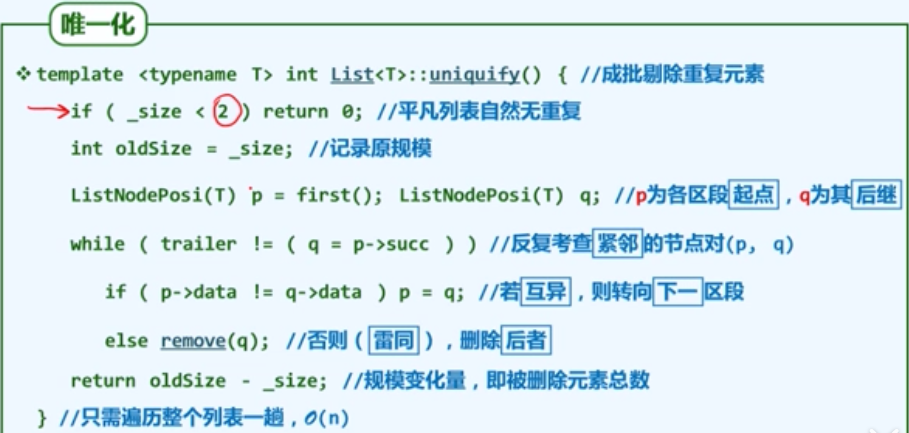 唯一化
❖template <typename T> int List<T>::uniquify() { //成批剔除重复元素
if ( _size < 2 ) return 0; //平凡列表自然无重复
int oldSize = _size; //记录原规模
ListNodePosi(T) p = first(); ListNodePosi(T) q; //p为各区段起点，q为其后继
while ( trailer != ( q = p->succ ) ) //反复考查紧邻的节点对(p, q)
if ( p->data != q->data ) p = q; //若互异，则转向下一区段
else remove(q); //否则（雷同），删除后者
return oldSize - _size; //规模变化量，即被删除元素总数
} //只需遍历整个列表一趟，O(n)